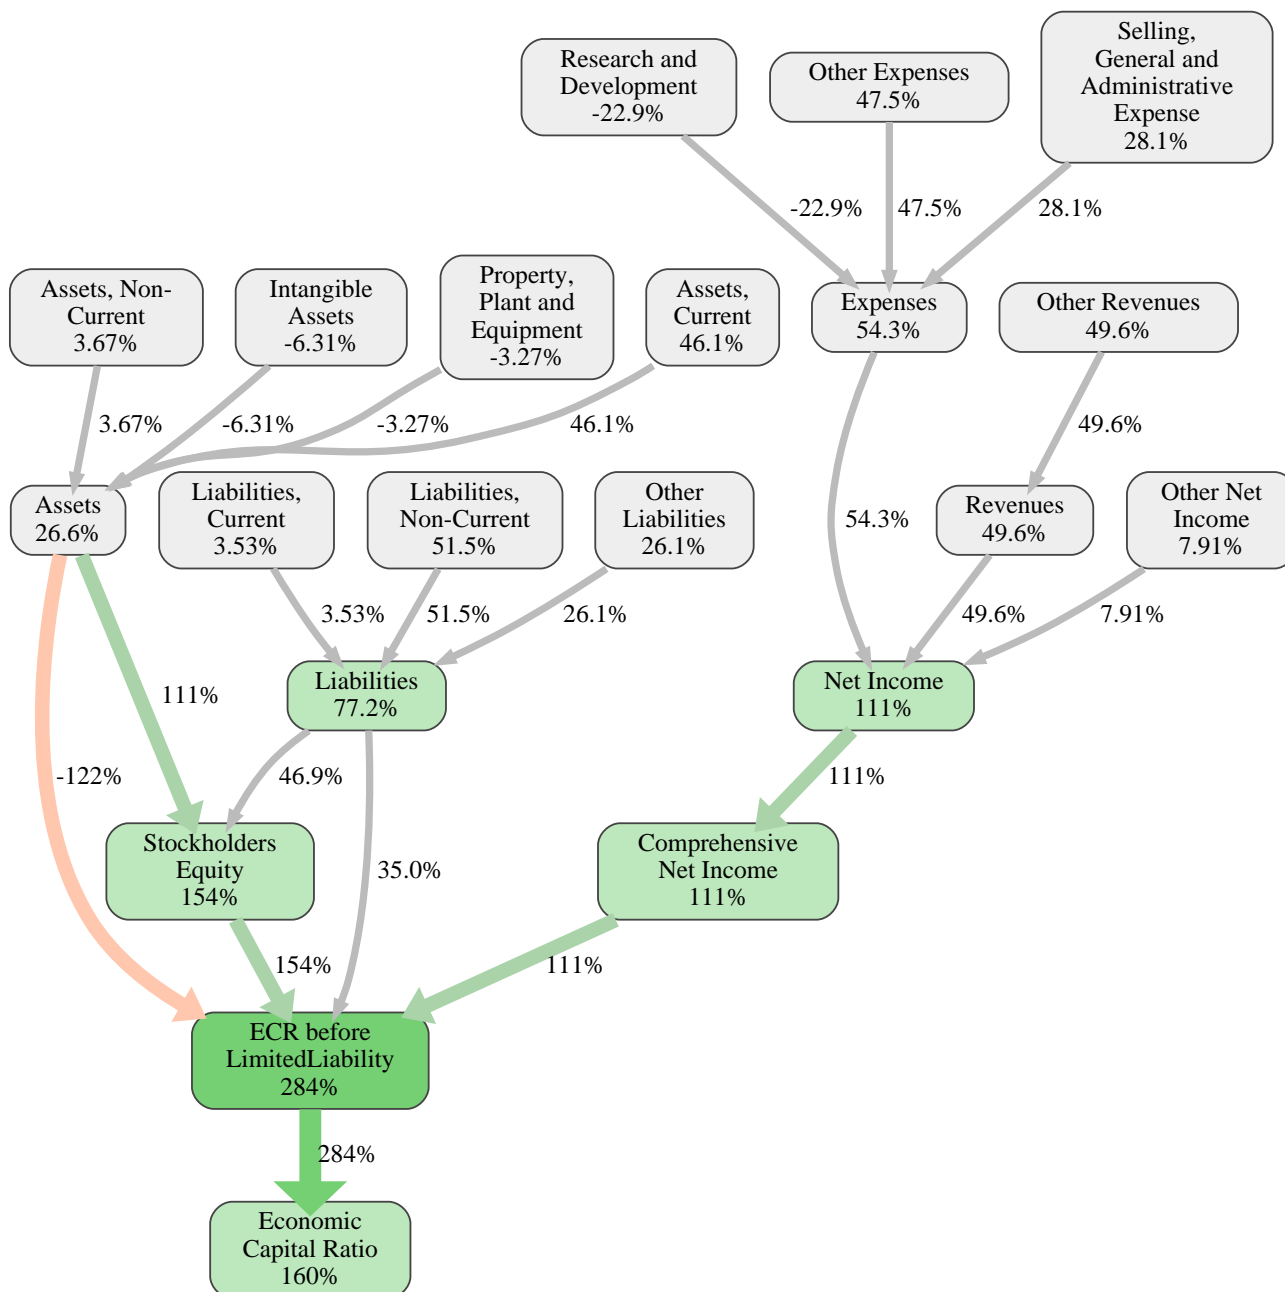 Research and
Development
-22.9%
Other Expenses
47.5%
Selling,
General and
Administrative
Expense
28.1%
-22.9%
47.5%
28.1%
Assets, Non-
Current
3.67%
Intangible
Assets
-6.31%
Property,
Plant and
Equipment
-3.27%
Assets,
Current
46.1%
Expenses
54.3%
Other Revenues
49.6%
3.67%
-6.31%
-3.27%
46.1%
49.6%
Assets
26.6%
Liabilities,
Current
3.53%
Liabilities,
Non-Current
51.5%
Other
Liabilities
26.1%
54.3%
Revenues
49.6%
Other Net
Income
7.91%
3.53%
51.5%
26.1%
49.6%
7.91%
111%
Liabilities
77.2%
Net Income
111%
-122%
46.9%
111%
Stockholders
Equity
154%
35.0%
Comprehensive
Net Income
111%
154%
111%
ECR before
LimitedLiability
284%
284%
Economic
Capital Ratio
160%